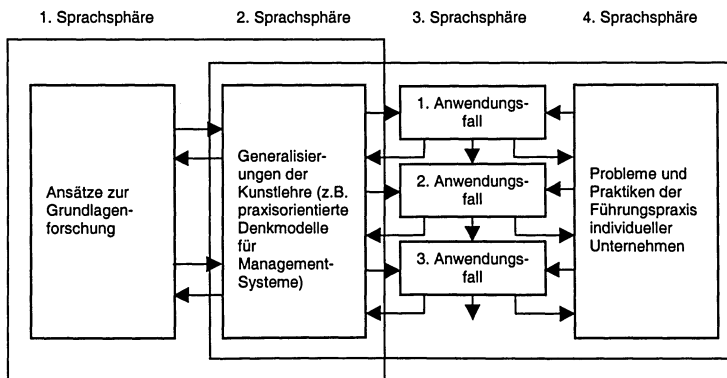 1. Sprachsphäre
2. Sprachsphäre
3. Sprachsphäre
4. Sprachsphäre
Ansätze zur
Grundlagen-
forschung
Generalisier-
ungen der
Kunstlehre (z.B.
praxisorientierte
Denkmodelle
für
Management-
Systeme)
1. Anwendungs-
fall
2. Anwendungs-
fall
3. Anwendungs-
fall
Probleme und
Praktiken der
Führungspraxis
individueller
Unternehmen